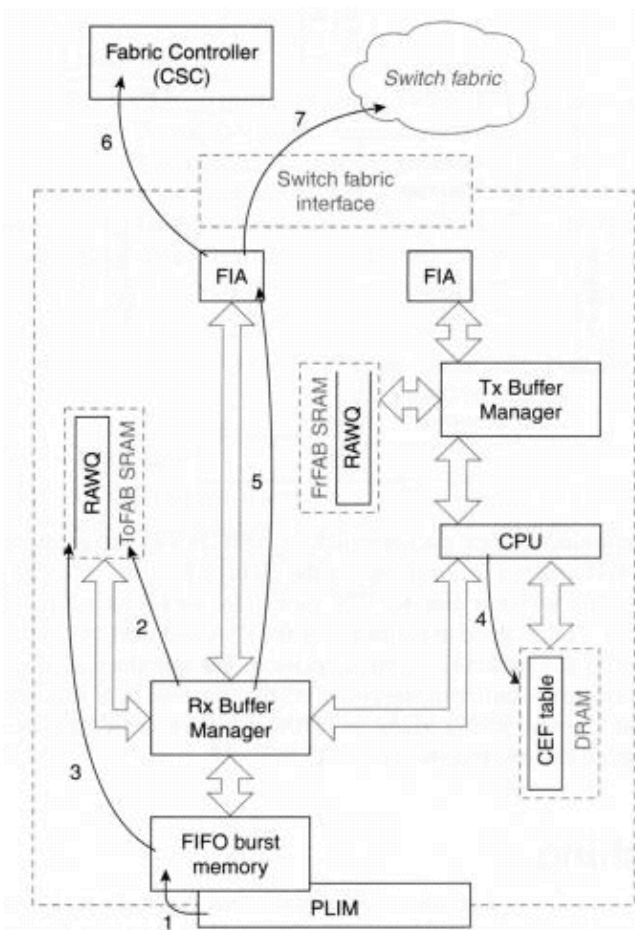 Fabric Controller
(CSC)
Switch fabric
7
6
Switch fabric
interface
FIA
FIA
Tx Buffer
Manager
FrFAB SRAM
RAWQ
RAWQ
ToFAB SRAM
5
CPU
2
4
CEF table
DRAM
Rx Buffer
Manager
3
FIFO burst
memory
PLIM
1